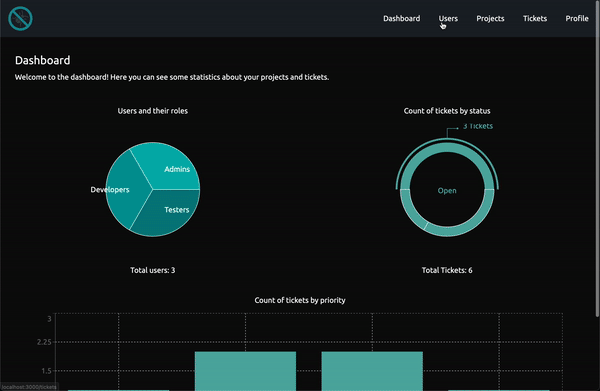 Dashboard Users Projects Tickets Profile
Dashboard
Welcome to the dashboard! Here you can see some statistics about your projects and tickets.
Users and their roles
Count of tickets by status
3 Tickets
Admins
Developers
Testers
Open
Total users: 3
Total Tickets: 6
Count of tickets by priority
3
2.25
1.5
localhost:3000/tickets